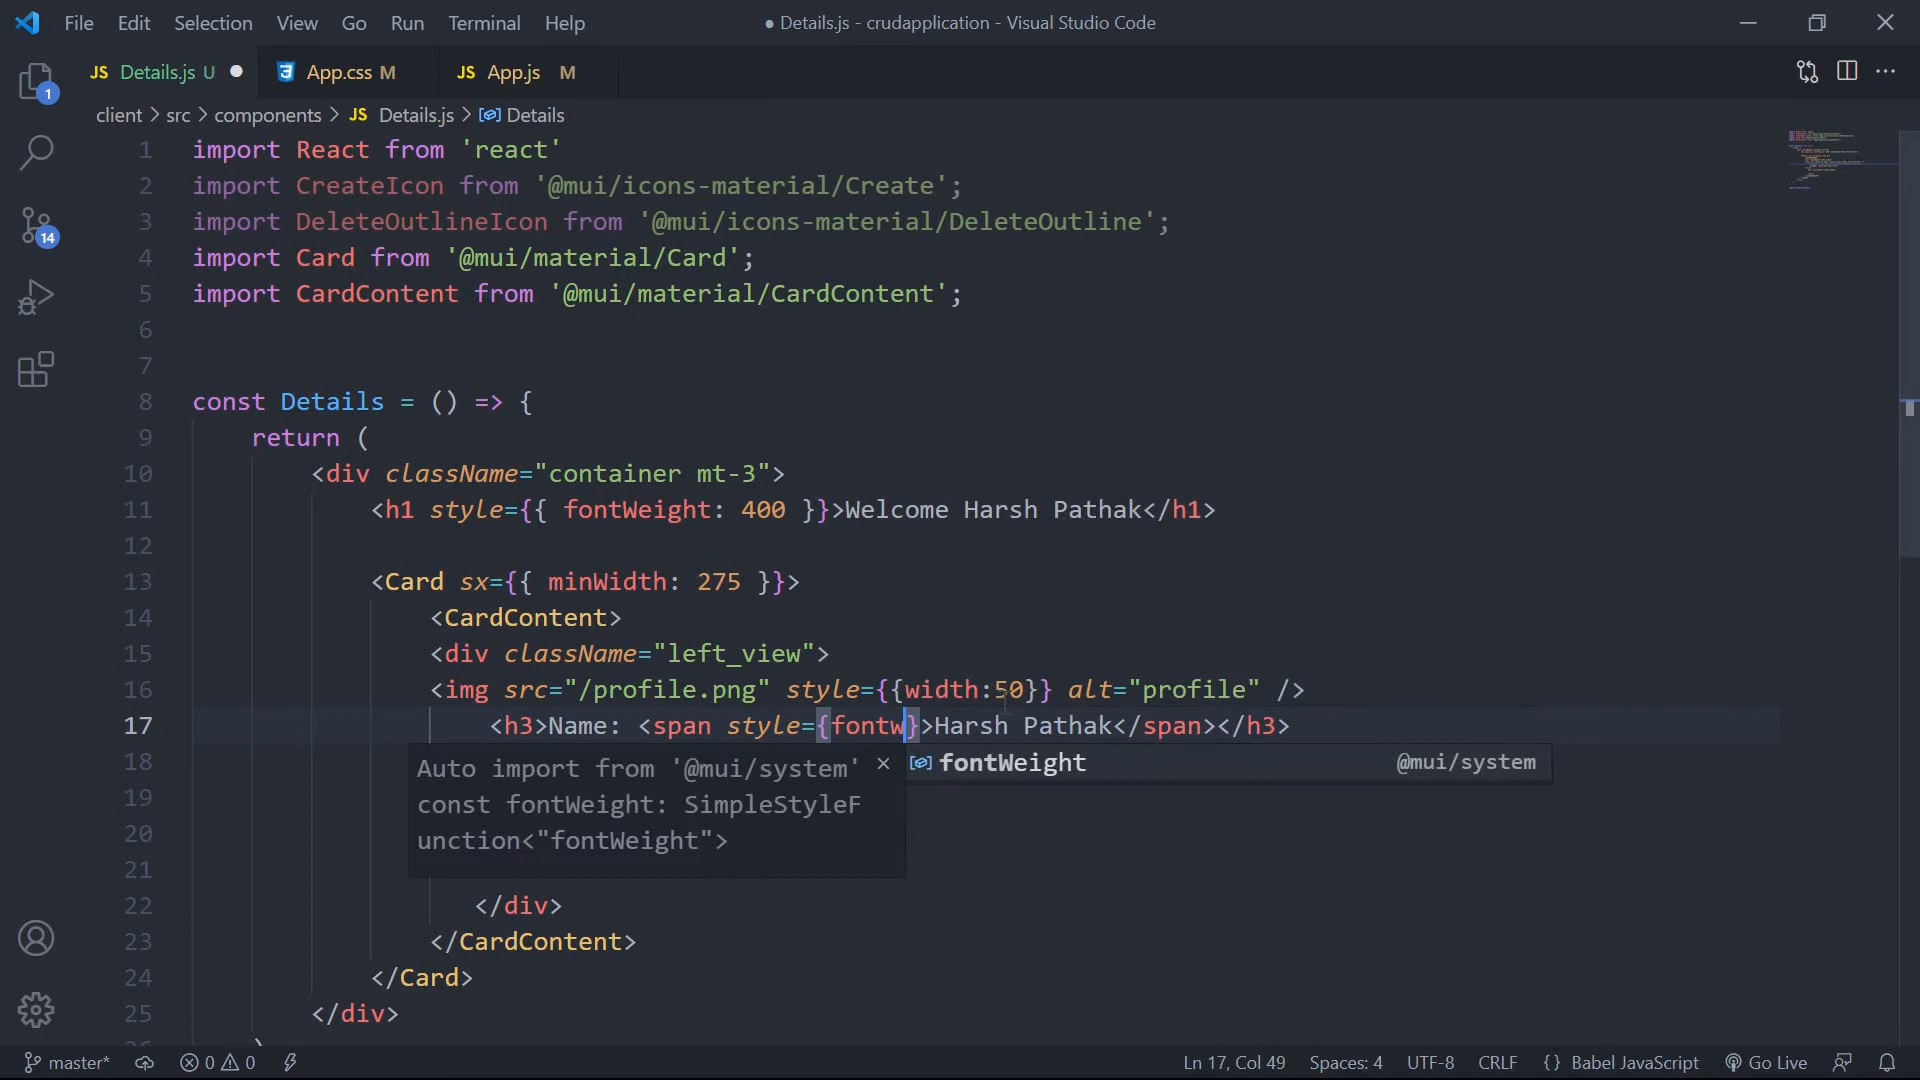 File Edit Selection View Go Run Terminal Help ● Details.js - crudapplication - Visual Studio Code
JS Details.js U ● App.css M JS App.js M
client > src > components > JS Details.js > Details
1 import React from 'react'
2 import CreateIcon from '@mui/icons-material/Create';
3 import DeleteOutlineIcon from '@mui/icons-material/DeleteOutline';
4 import Card from '@mui/material/Card';
5 import CardContent from '@mui/material/CardContent';
6
7
8 const Details = () => {
9 return (
10 <div className="container mt-3">
11 <h1 style={{ fontWeight: 400 }}>Welcome Harsh Pathak</h1>
12
13 <Card sx={{ minWidth: 275 }}>
14 <CardContent>
15 <div className="left_view">
16 <img src="/profile.png" style={{width:50}} alt="profile" />
17 <h3>Name: <span style={fontw}>Harsh Pathak</span></h3>
18 Auto import from '@mui/system' × fontWeight @mui/system
19 const fontWeight: SimpleStyleF
20 unction<"fontWeight">
21
22 </div>
23 </CardContent>
24 </Card>
25 </div>
1
14
master* 0 0 Ln 17, Col 49 Spaces: 4 UTF-8 CRLF {} Babel JavaScript Go Live